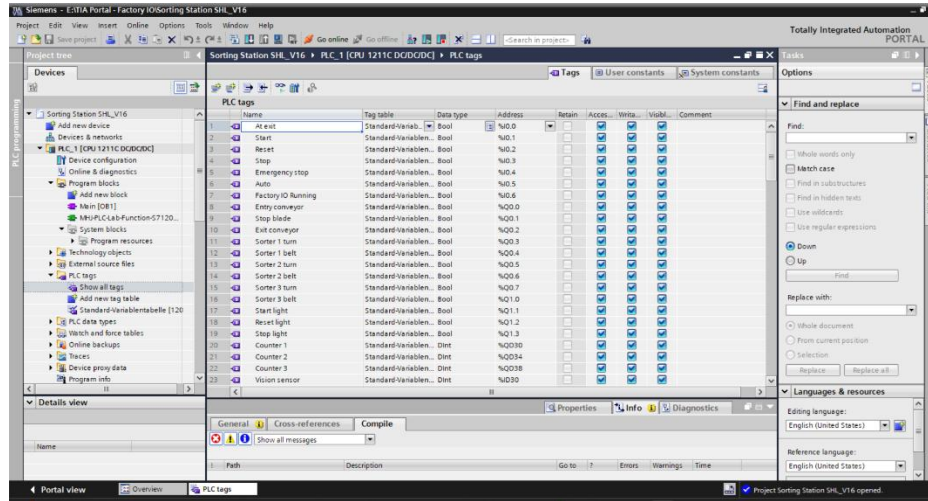 Siemens - E:\TIA Portal - Factory IO\Sorting Station SHL_V16
Project Edit View Insert Online Options Tools Window Help
Totally Integrated Automation
PORTAL
Save project Go online Go offline <Search in project>
Project tree
Sorting Station SHL_V16 PLC_1 [CPU 1211C DC/DC/DC] PLC tags
Tasks
Devices
Tags User constants System constants
Options
PLC programming
PLC tags
Name Tag table Data type Address Retain Acces... Writa... Visibl... Comment
1 At exit Standard-Variab... Bool %I0.0
2 Start Standard-Variablen... Bool %I0.1
3 Reset Standard-Variablen... Bool %I0.2
4 Stop Standard-Variablen... Bool %I0.3
5 Emergency stop Standard-Variablen... Bool %I0.4
6 Auto Standard-Variablen... Bool %I0.5
7 Factory IO Running Standard-Variablen... Bool %I0.6
8 Entry conveyor Standard-Variablen... Bool %Q0.0
9 Stop blade Standard-Variablen... Bool %Q0.1
10 Exit conveyor Standard-Variablen... Bool %Q0.2
11 Sorter 1 turn Standard-Variablen... Bool %Q0.3
12 Sorter 1 belt Standard-Variablen... Bool %Q0.4
13 Sorter 2 turn Standard-Variablen... Bool %Q0.5
14 Sorter 2 belt Standard-Variablen... Bool %Q0.6
15 Sorter 3 turn Standard-Variablen... Bool %Q0.7
16 Sorter 3 belt Standard-Variablen... Bool %Q1.0
17 Start light Standard-Variablen... Bool %Q1.1
18 Reset light Standard-Variablen... Bool %Q1.2
19 Stop light Standard-Variablen... Bool %Q1.3
20 Counter 1 Standard-Variablen... DInt %QD30
21 Counter 2 Standard-Variablen... DInt %QD34
22 Counter 3 Standard-Variablen... DInt %QD38
23 Vision sensor Standard-Variablen... DInt %ID30
Sorting Station SHL_V16
Add new device
Devices & networks
PLC_1 [CPU 1211C DC/DC/DC]
Device configuration
Online & diagnostics
Program blocks
Add new block
Main [OB1]
MHJ-PLC-Lab-Function-S7120...
System blocks
Program resources
Technology objects
External source files
PLC tags
Show all tags
Add new tag table
Standard-Variablentabelle [120
PLC data types
Watch and force tables
Online backups
Traces
Device proxy data
Program info
Details view
Name
Find and replace
Find:
Whole words only
Match case
Find in substructures
Find in hidden texts
Use wildcards
Use regular expressions
Down
Up
Find
Replace with:
Whole document
From current position
Selection
Replace Replace all
Languages & resources
Editing language:
English (United States)
Reference language:
English (United States)
Properties Info Diagnostics
General Cross-references Compile
Show all messages
! Path Description Go to ? Errors Warnings Time
Portal view Overview PLC tags
Project Sorting Station SHL_V16 opened.